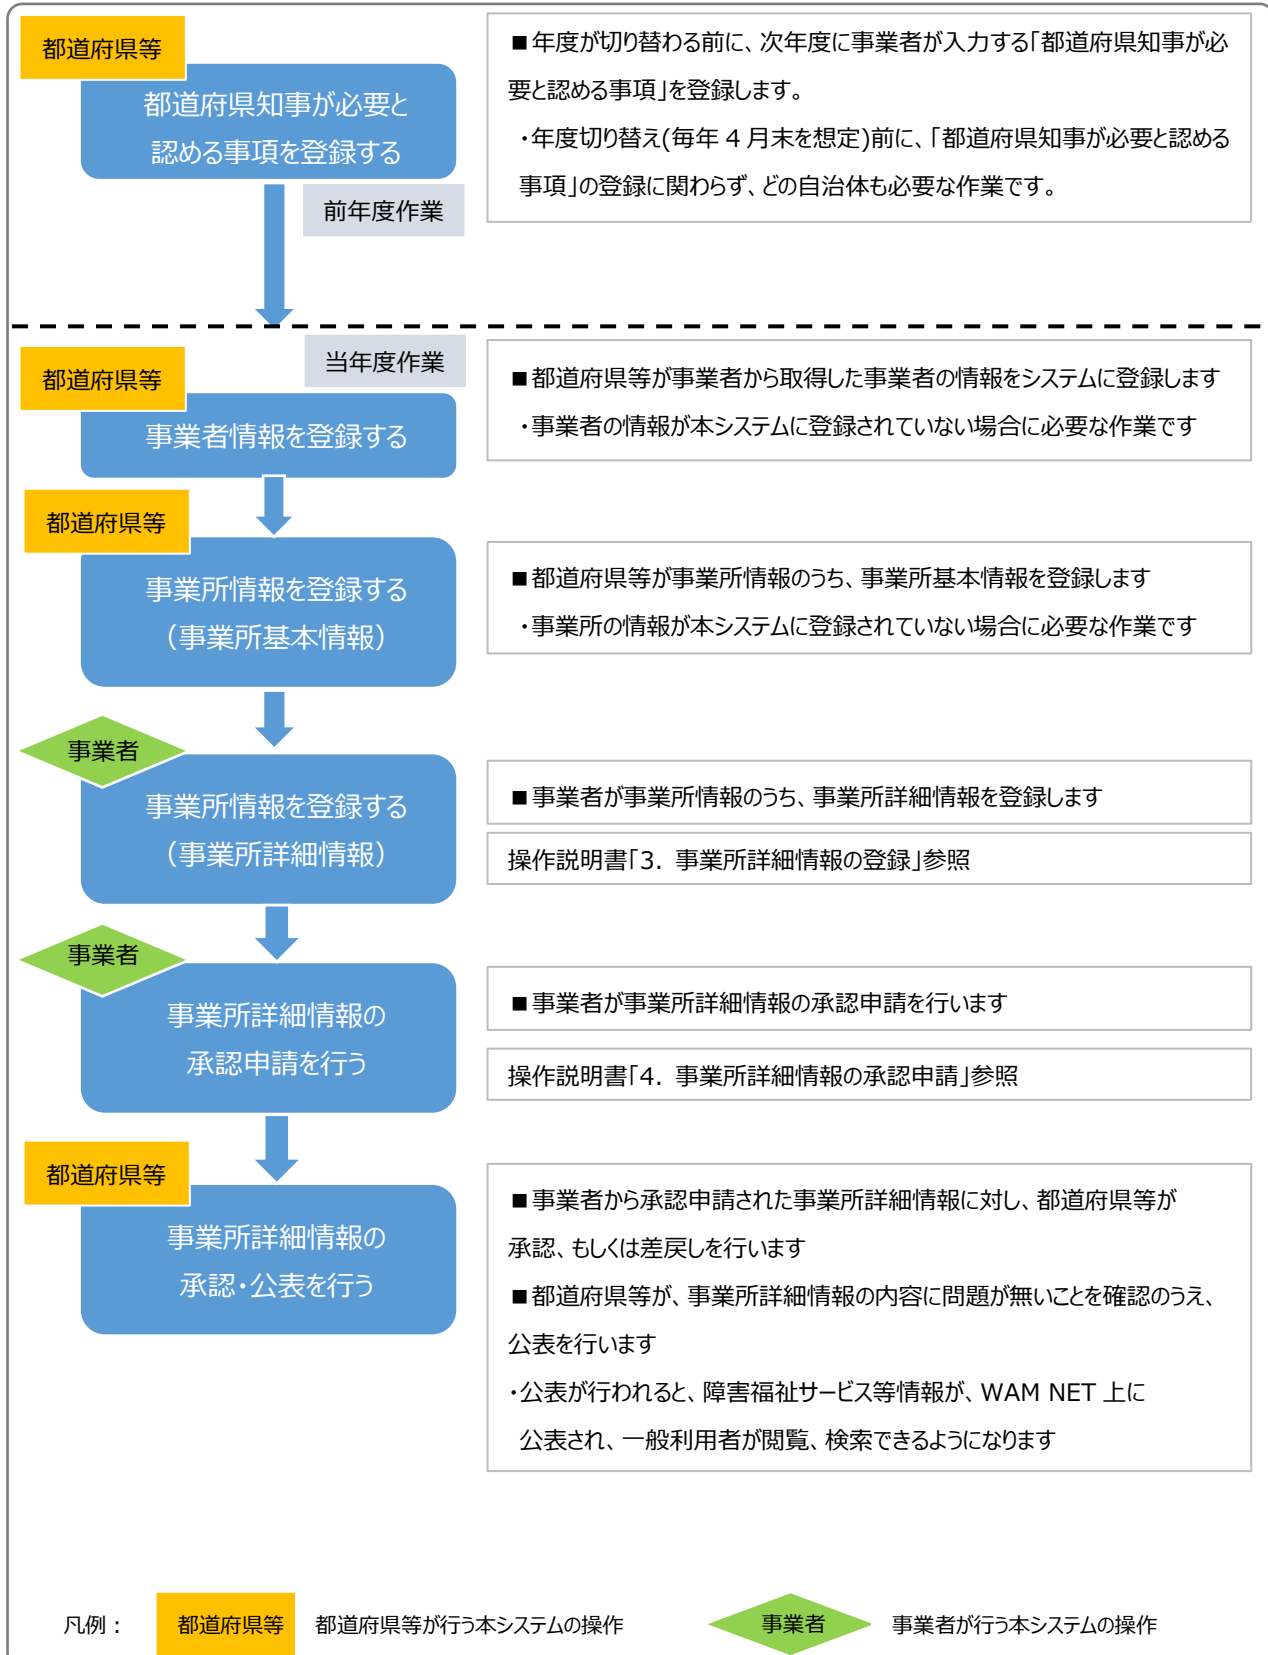 都道府県等
都道府県知事が必要と
認める事項を登録する
前年度作業
■年度が切り替わる前に、次年度に事業者が入力する「都道府県知事が必
要と認める事項」を登録します。
・年度切り替え(毎年 4 月末を想定)前に、「都道府県知事が必要と認める
事項」の登録に関わらず、どの自治体も必要な作業です。
当年度作業
都道府県等
事業者情報を登録する
■都道府県等が事業者から取得した事業者の情報をシステムに登録します
・事業者の情報が本システムに登録されていない場合に必要な作業です
都道府県等
事業所情報を登録する
（事業所基本情報）
■都道府県等が事業所情報のうち、事業所基本情報を登録します
・事業所の情報が本システムに登録されていない場合に必要な作業です
事業者
事業所情報を登録する
（事業所詳細情報）
■事業者が事業所情報のうち、事業所詳細情報を登録します
操作説明書「3. 事業所詳細情報の登録」参照
事業者
事業所詳細情報の
承認申請を行う
■事業者が事業所詳細情報の承認申請を行います
操作説明書「4. 事業所詳細情報の承認申請」参照
都道府県等
事業所詳細情報の
承認・公表を行う
■事業者から承認申請された事業所詳細情報に対し、都道府県等が
承認、もしくは差戻しを行います
■都道府県等が、事業所詳細情報の内容に問題が無いことを確認のうえ、
公表を行います
・公表が行われると、障害福祉サービス等情報が、WAM NET 上に
公表され、一般利用者が閲覧、検索できるようになります
凡例： 都道府県等 都道府県等が行う本システムの操作 事業者 事業者が行う本システムの操作